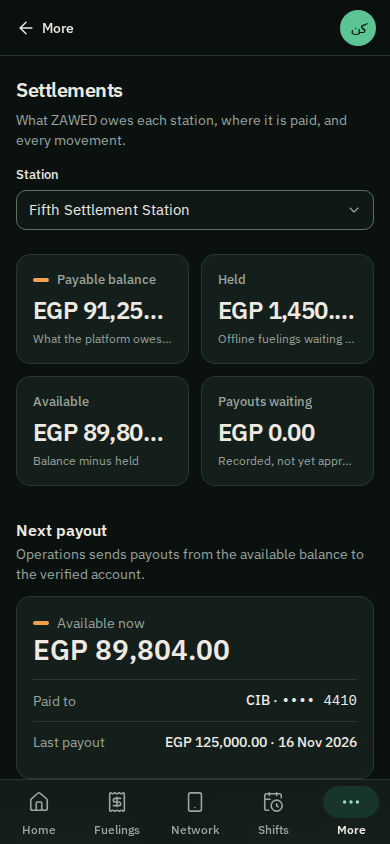 More
كن
Settlements
What ZAWED owes each station, where it is paid, and
every movement.
Station
Fifth Settlement Station
Payable balance
EGP 91,25...
What the platform owes...
Held
EGP 1,450....
Offline fuelings waiting ...
Available
EGP 89,80...
Balance minus held
Payouts waiting
EGP 0.00
Recorded, not yet appr...
Next payout
Operations sends payouts from the available balance to
the verified account.
Available now
EGP 89,804.00
Paid to CIB · •••• 4410
Last payout EGP 125,000.00 · 16 Nov 2026
Home Fuelings Network Shifts More